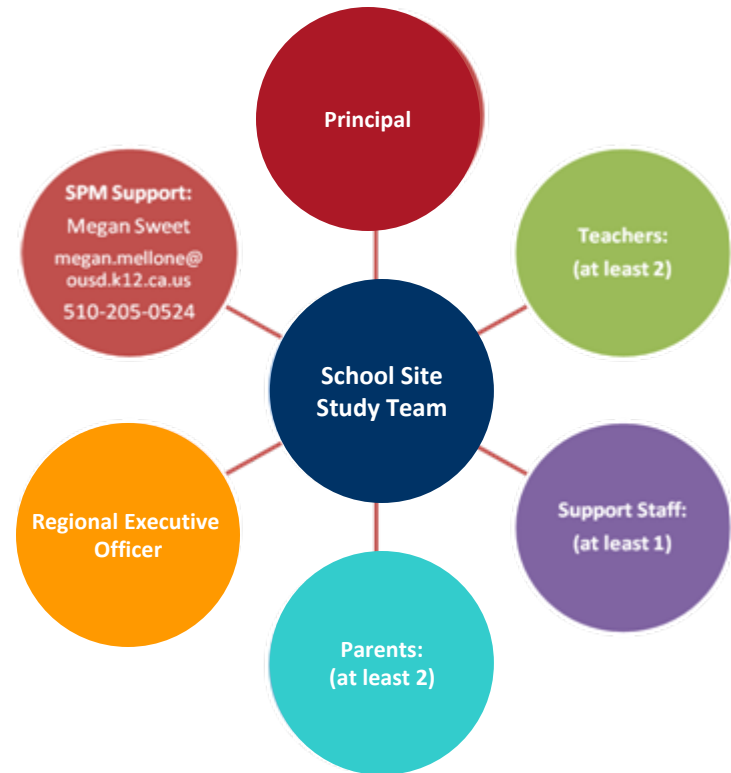 Principal
SPM Support:
Megan Sweet
megan.mellone@
ousd.k12.ca.us
510-205-0524
Teachers:
(at least 2)
School Site
Study Team
Regional Executive
Officer
Support Staff:
(at least 1)
Parents:
(at least 2)